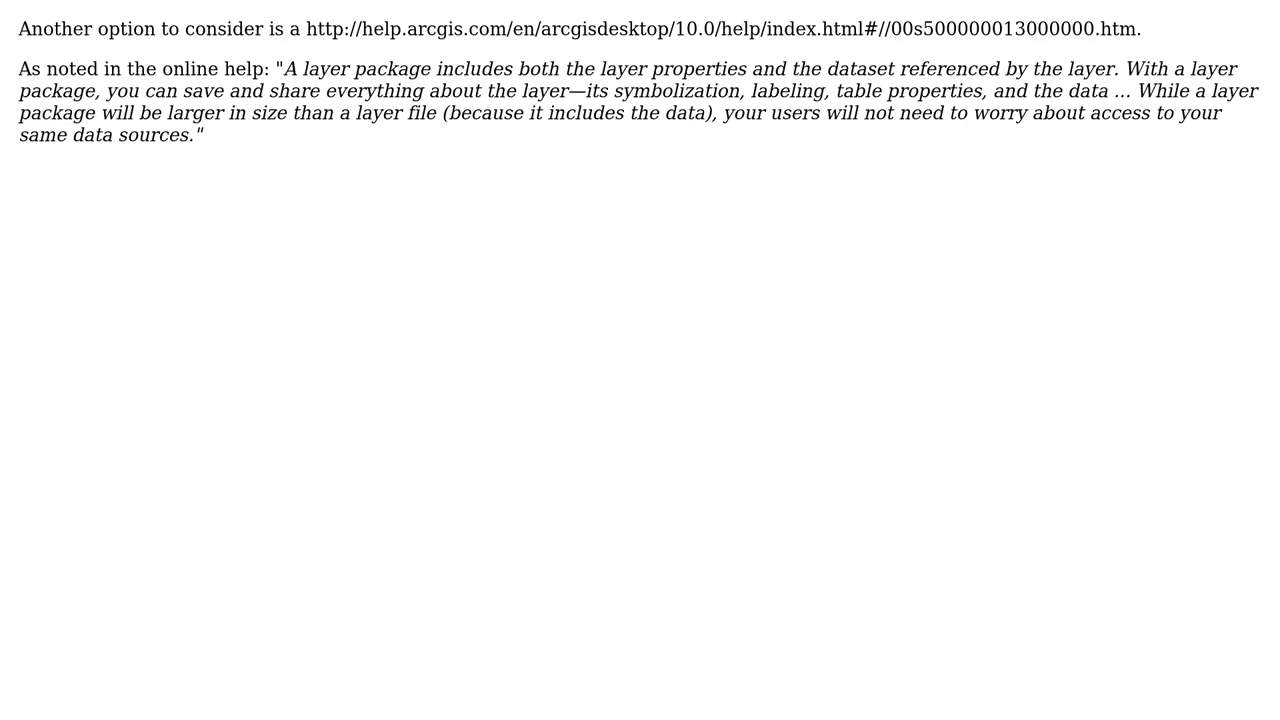 Another option to consider is a http://help.arcgis.com/en/arcgisdesktop/10.0/help/index.html#//00s500000013000000.htm.
As noted in the online help: "A layer package includes both the layer properties and the dataset referenced by the layer. With a layer
package, you can save and share everything about the layer—its symbolization, labeling, table properties, and the data ... While a layer
package will be larger in size than a layer file (because it includes the data), your users will not need to worry about access to your
same data sources."